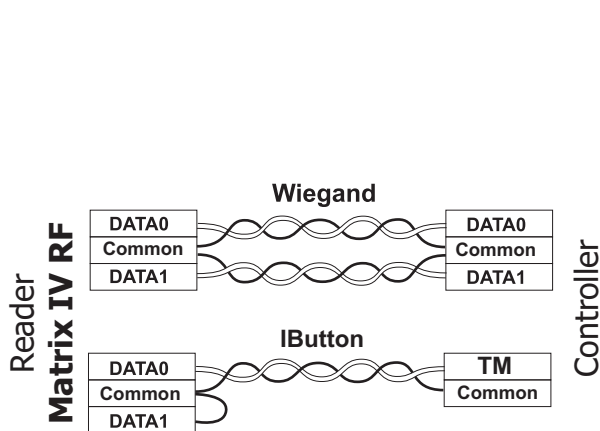 Wiegand
DATA0
Common
DATA1
DATA0
Common
DATA1
Reader
Matrix IV RF
Controller
IButton
DATA0
Common
DATA1
TM
Common